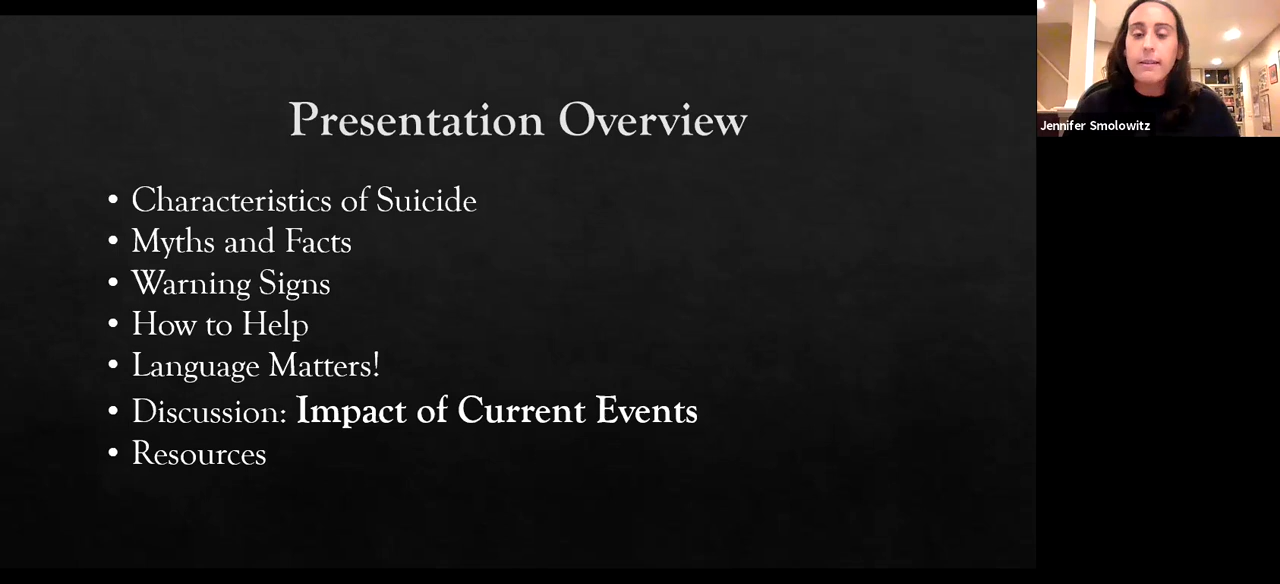 Presentation Overview
• Characteristics of Suicide
• Myths and Facts
• Warning Signs
• How to Help
• Language Matters!
• Discussion: Impact of Current Events
• Resources
Jennifer Smolowitz